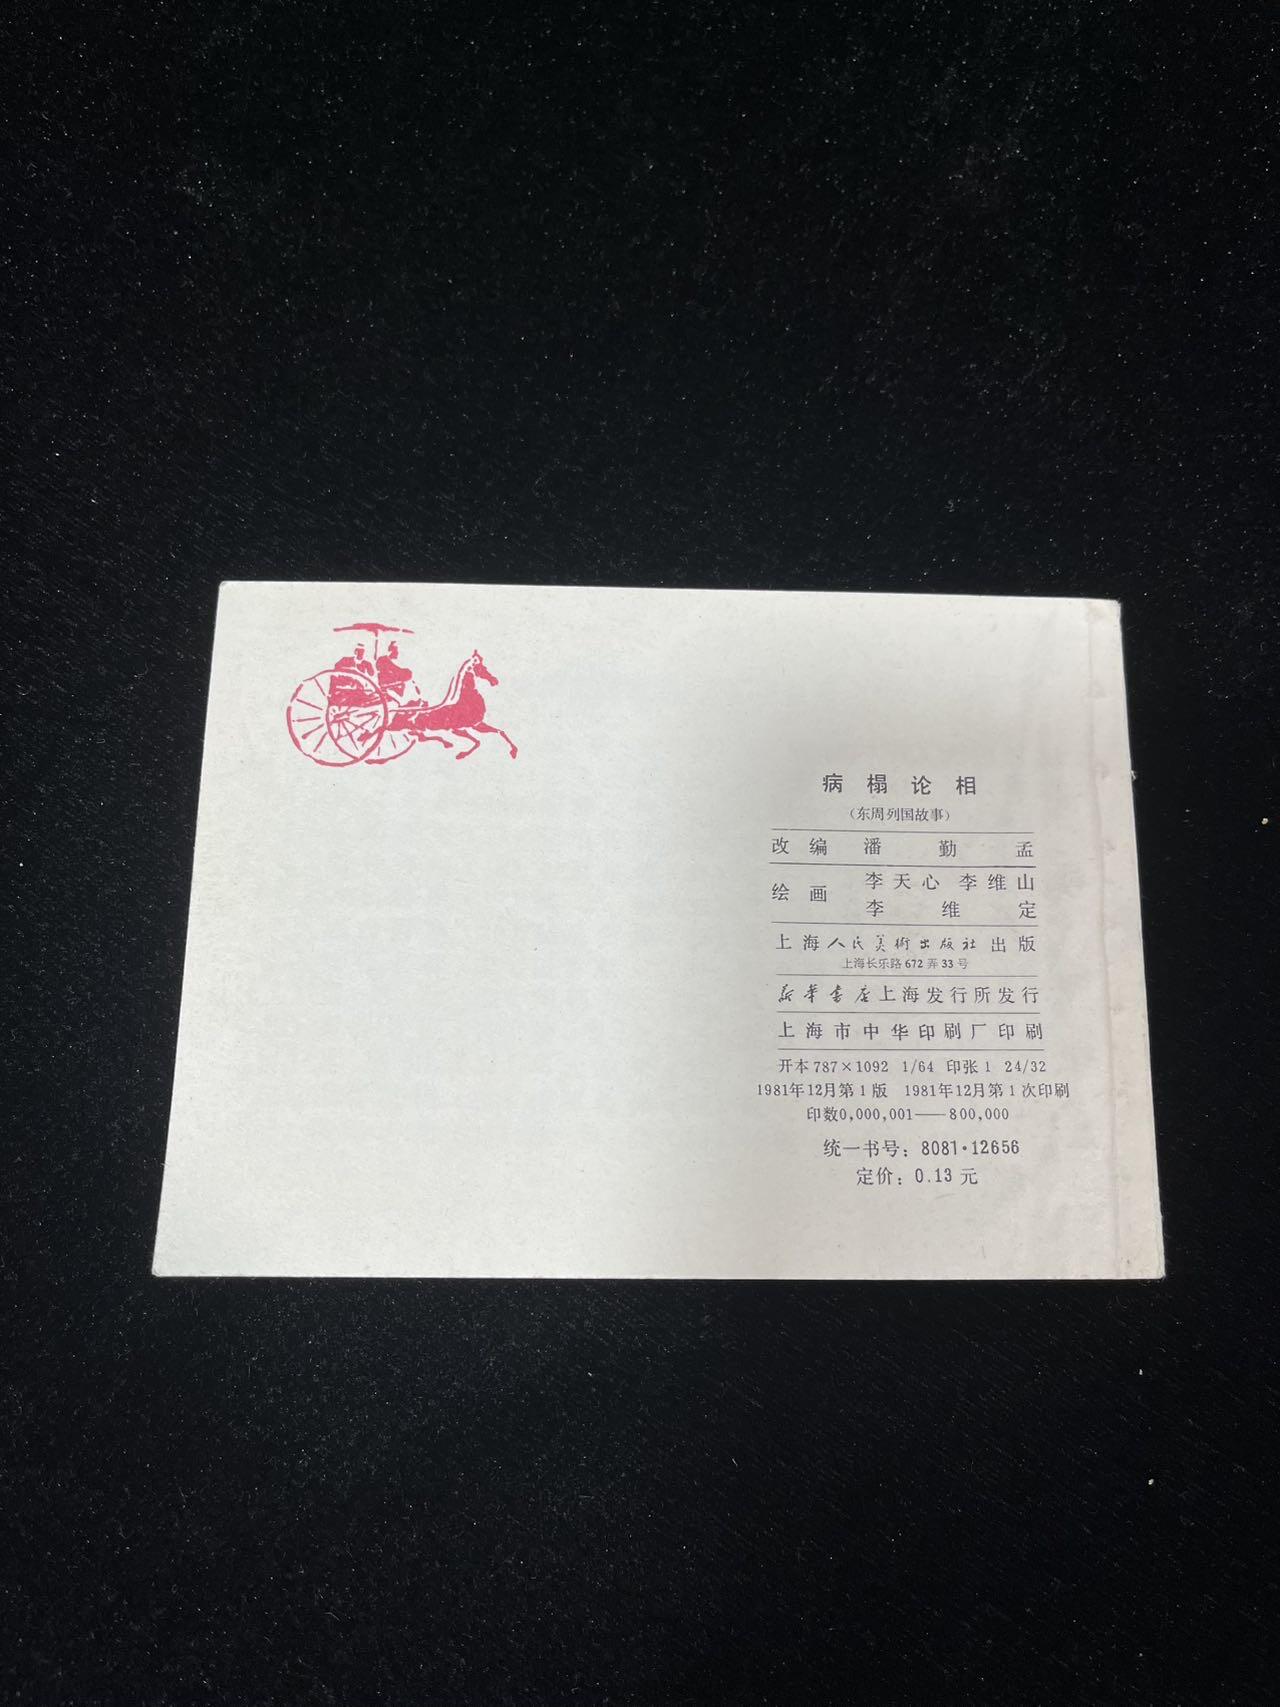 病榻论相
（东周列国故事）
改编 潘勤孟
绘画 李天心 李维山
李维定
上海人民美術出版社出版
上海长乐路672弄33号
新华书店上海发行所发行
上海市中华印刷厂印刷
开本787×1092 1/64 印张1 24/32
1981年12月第1版 1981年12月第1次印刷
印数0,000,001——800,000
统一书号：8081·12656
定价：0.13元